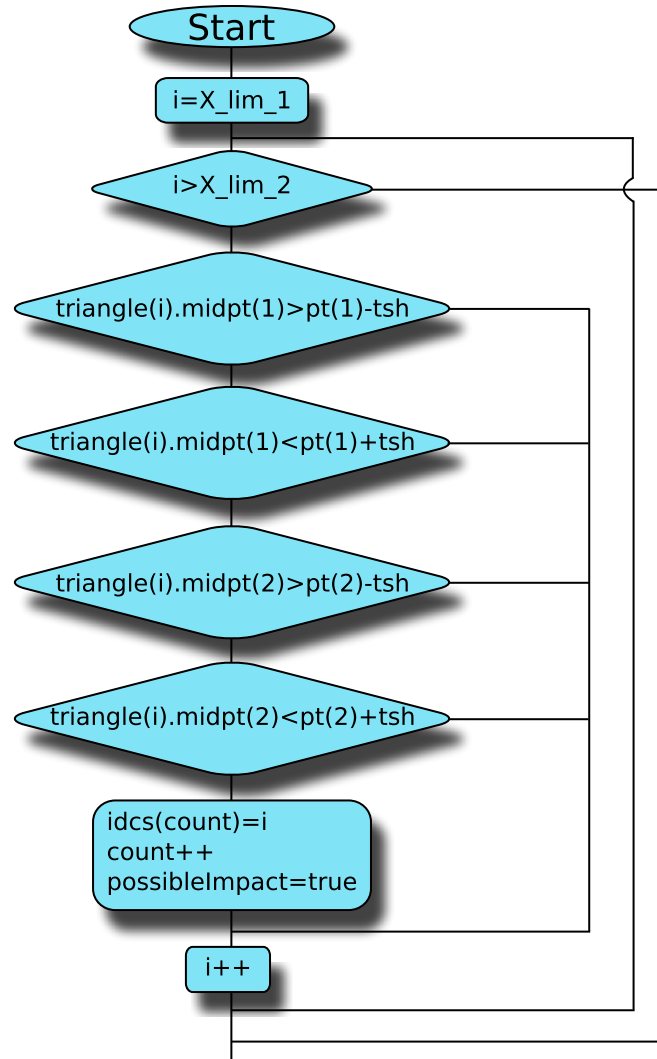 Start
i=X_lim_1
i>X_lim_2
triangle(i).midpt(1)>pt(1)-tsh
triangle(i).midpt(1)<pt(1)+tsh
triangle(i).midpt(2)>pt(2)-tsh
triangle(i).midpt(2)<pt(2)+tsh
idcs(count)=i
count++
possibleImpact=true
i++